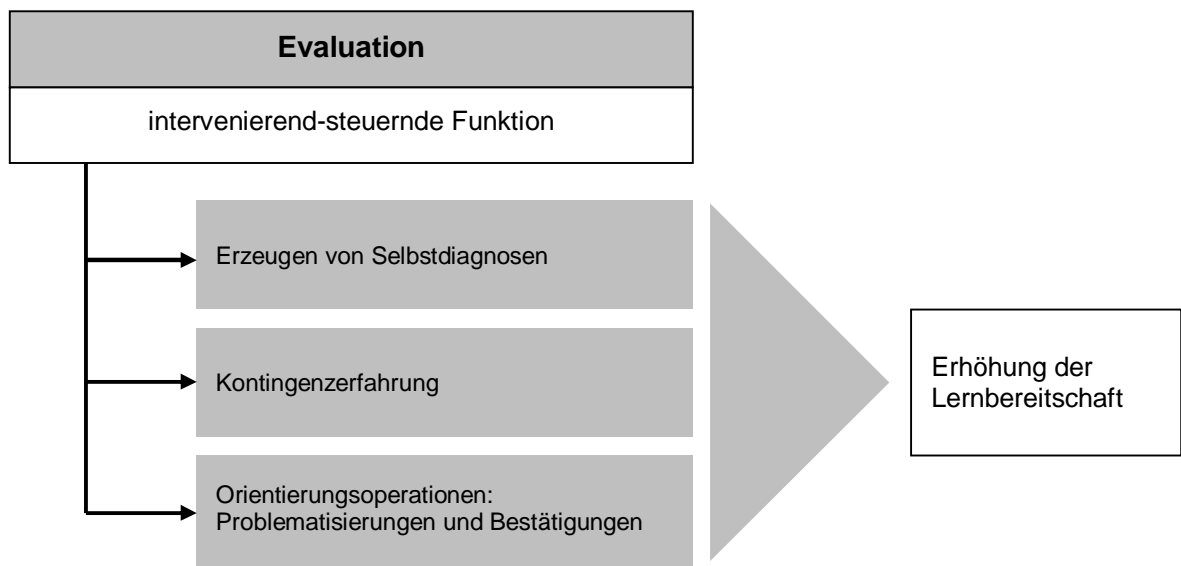 Evaluation
intervenierend-steuernde Funktion
Erzeugen von Selbstdiagnosen
Kontingenzerfahrung
Orientierungsoperationen:
Problematisierungen und Bestätigungen
Erhöhung der
Lernbereitschaft